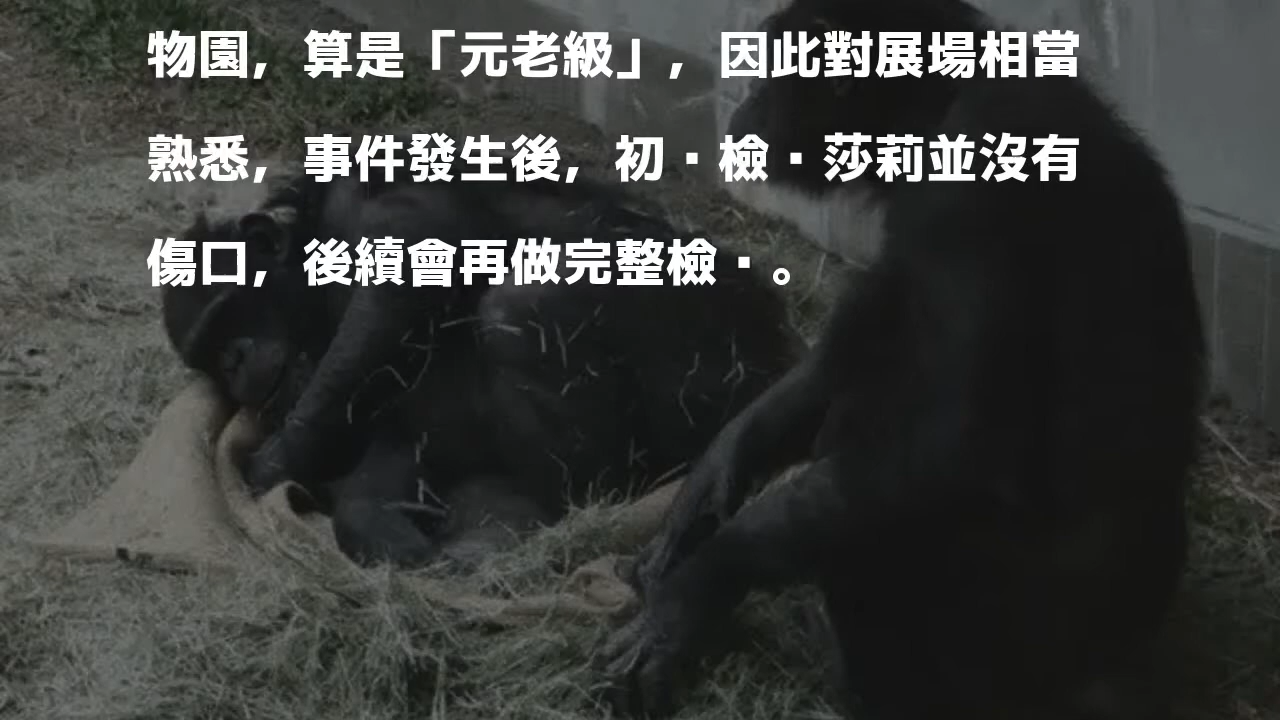 物園，算是「元老級」，因此對展場相當
熟悉，事件發生後，初▪檢▪莎莉並沒有
傷口，後續會再做完整檢▪。